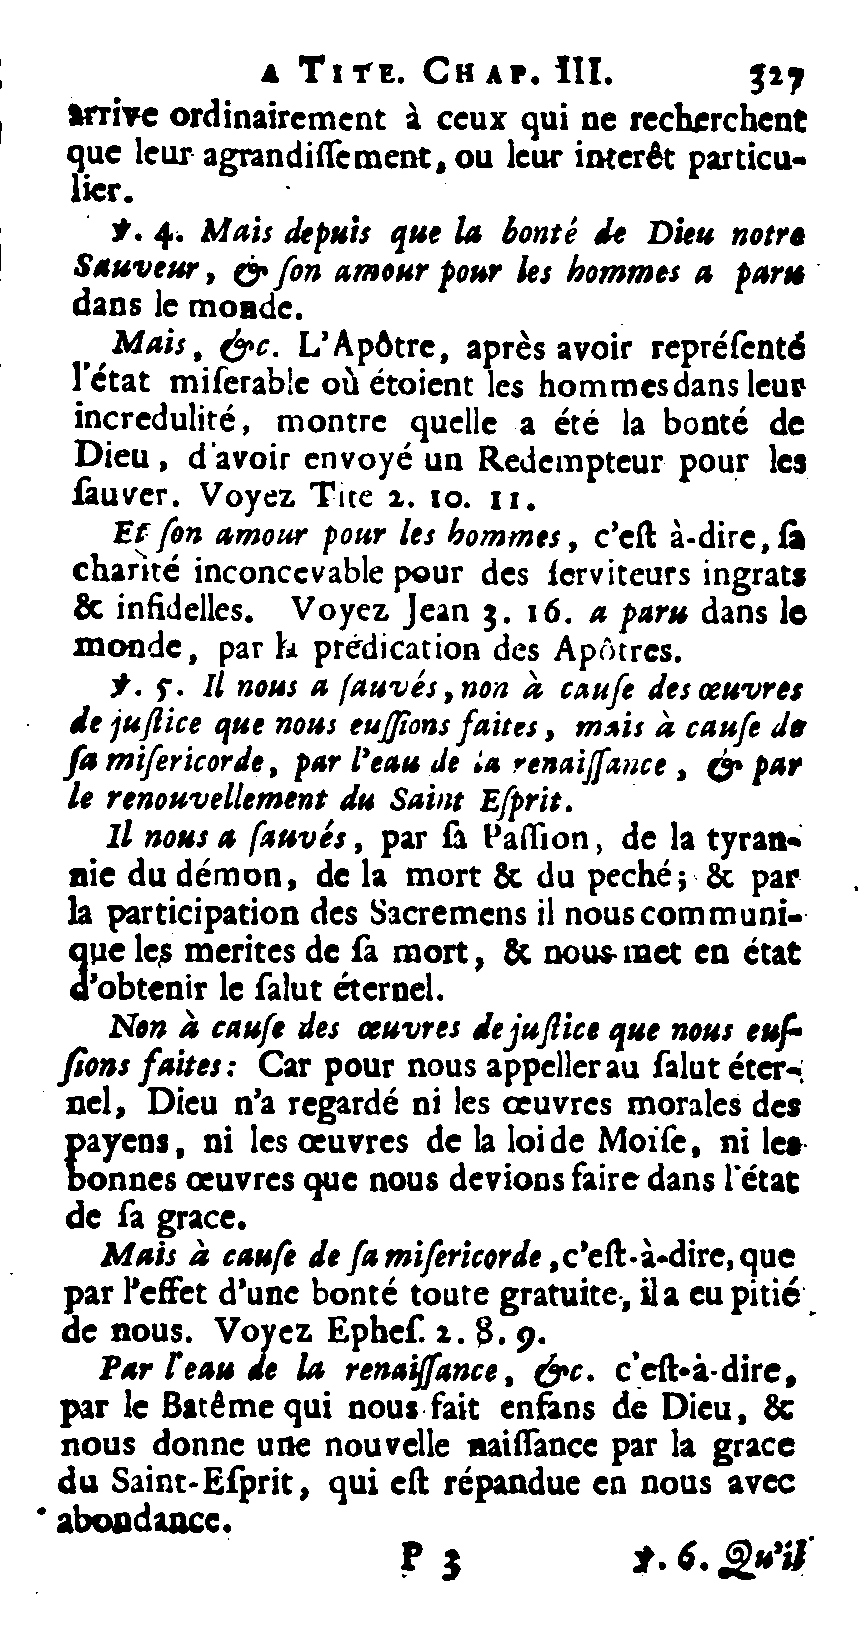 A TITE. CHAP. III. 327
arrive ordinairement à ceux qui ne recherchent
que leur agrandiſſement, ou leur interêt particu-
lier.
℣. 4. Mais depuis que la bonté de Dieu notre
Sauveur, & ſon amour pour les hommes a paru
dans le monde.
Mais, &c. L'Apôtre, après avoir repréſenté
l'état miſerable où étoient les hommes dans leur
incredulité, montre quelle a été la bonté de
Dieu, d'avoir envoyé un Redempteur pour les
ſauver. Voyez Tite 2. 10. 11.
Et ſon amour pour les hommes, c'eſt à-dire, ſa
charité inconcevable pour des ſerviteurs ingrats
& infidelles. Voyez Jean 3. 16. a paru dans le
monde, par la prédication des Apôtres.
℣. 5. Il nous a ſauvés, non à cauſe des œuvres
de juſtice que nous euſſions faites, mais à cauſe de
ſa miſericorde, par l'eau de la renaiſſance, & par
le renouvellement du Saint Eſprit.
Il nous a ſauvés, par ſa Paſſion, de la tyran-
nie du démon, de la mort & du peché; & par
la participation des Sacremens il nous communi-
que les merites de ſa mort, & nous met en état
d'obtenir le ſalut éternel.
Non à cauſe des œuvres de juſtice que nous euſ-
ſions faites: Car pour nous appeller au ſalut éter-
nel, Dieu n'a regardé ni les œuvres morales des
payens, ni les œuvres de la loi de Moiſe, ni les
bonnes œuvres que nous devions faire dans l'état
de ſa grace.
Mais à cauſe de ſa miſericorde, c'eſt-à-dire, que
par l'effet d'une bonté toute gratuite, il a eu pitié
de nous. Voyez Epheſ. 2. 8. 9.
Par l'eau de la renaiſſance, &c. c'eſt-à-dire,
par le Batême qui nous fait enfans de Dieu, &
nous donne une nouvelle naiſſance par la grace
du Saint-Eſprit, qui eſt répandue en nous avec
abondance.
P 3 ℣. 6. Qu'il